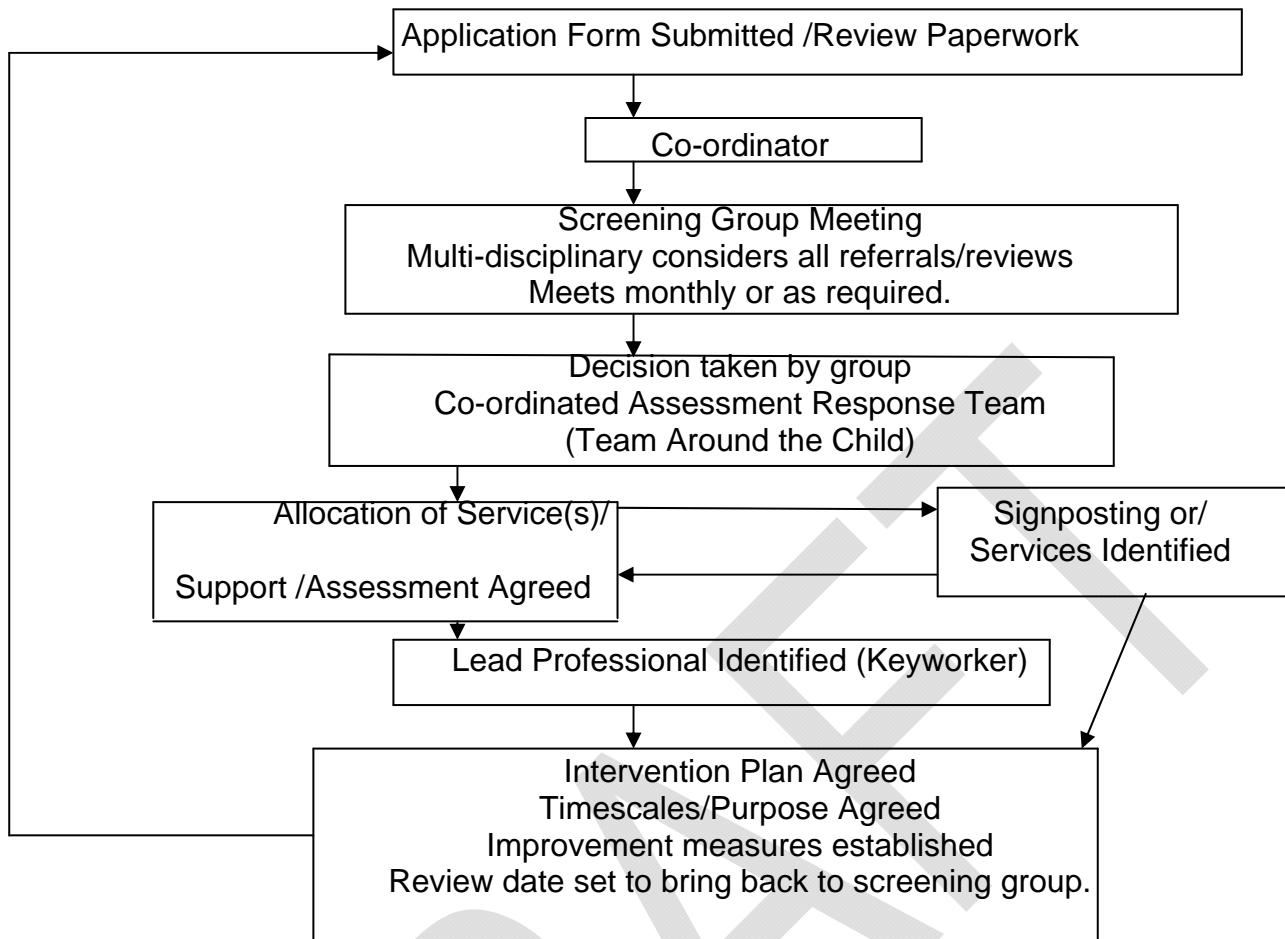 Application Form Submitted /Review Paperwork
Co-ordinator
Screening Group Meeting
Multi-disciplinary considers all referrals/reviews
Meets monthly or as required.
Decision taken by group
Co-ordinated Assessment Response Team
(Team Around the Child)
Allocation of Service(s)/
Support /Assessment Agreed
Signposting or/
Services Identified
Lead Professional Identified (Keyworker)
Intervention Plan Agreed
Timescales/Purpose Agreed
Improvement measures established
Review date set to bring back to screening group.
RAFT